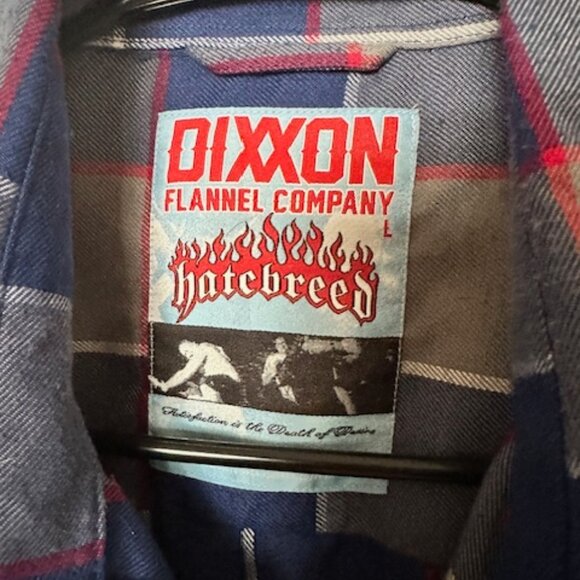 DIXXON
FLANNEL COMPANY
L
hatebreed
Satisfaction is the Death of Desire